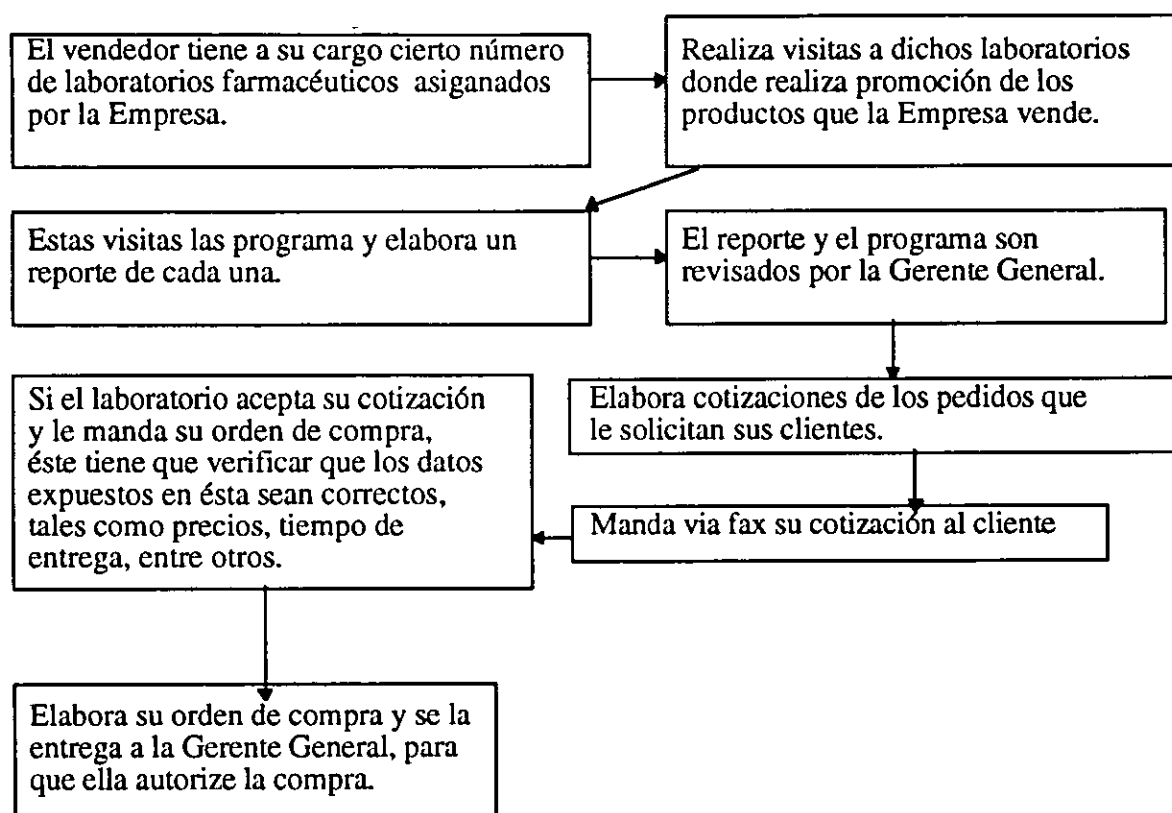 El vendedor tiene a su cargo cierto número
de laboratorios farmacéuticos asiganados
por la Empresa.
Realiza visitas a dichos laboratorios
donde realiza promoción de los
productos que la Empresa vende.
Estas visitas las programa y elabora un
reporte de cada una.
El reporte y el programa son
revisados por la Gerente General.
Elabora cotizaciones de los pedidos que
le solicitan sus clientes.
Manda via fax su cotización al cliente
Si el laboratorio acepta su cotización
y le manda su orden de compra,
éste tiene que verificar que los datos
expuestos en ésta sean correctos,
tales como precios, tiempo de
entrega, entre otros.
Elabora su orden de compra y se la
entrega a la Gerente General, para
que ella autorize la compra.